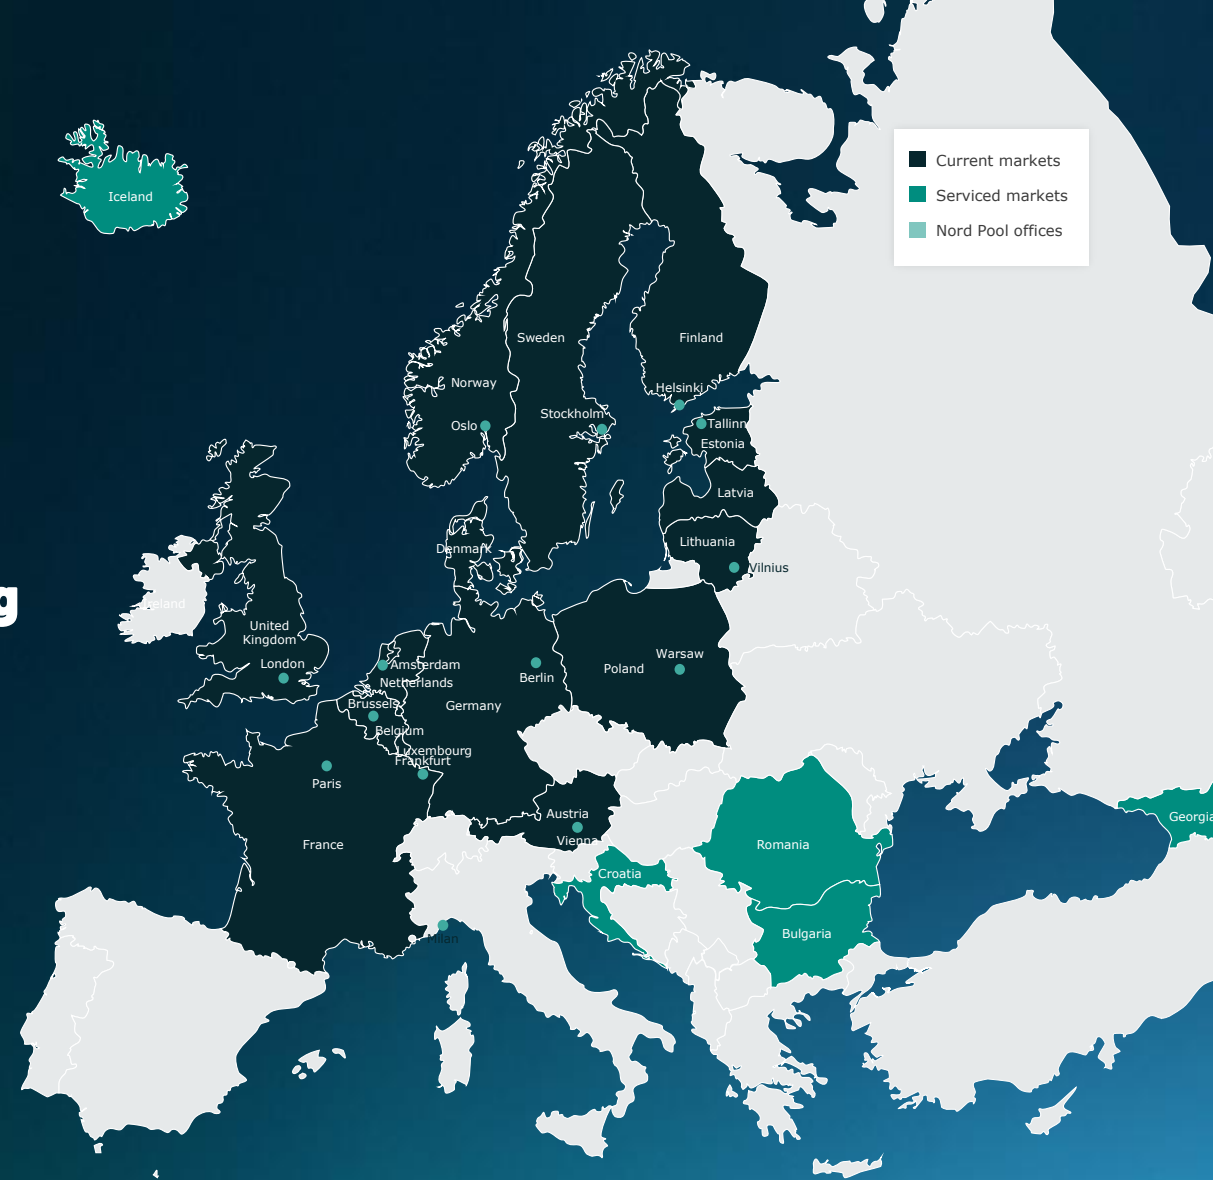 Current markets
Serviced markets
Nord Pool offices
Iceland
Sweden
Finland
Norway
Helsinki
Stockholm
Oslo
Tallinn
Estonia
Latvia
Lithuania
Denmark
Vilnius
g
Ireland
United
Kingdom
London
Amsterdam
Netherlands
Warsaw
Poland
Berlin
Brussels
Germany
Belgium
Luxembourg
Frankfurt
Paris
Austria
Vienna
France
Georgia
Romania
Croatia
Bulgaria
Milan